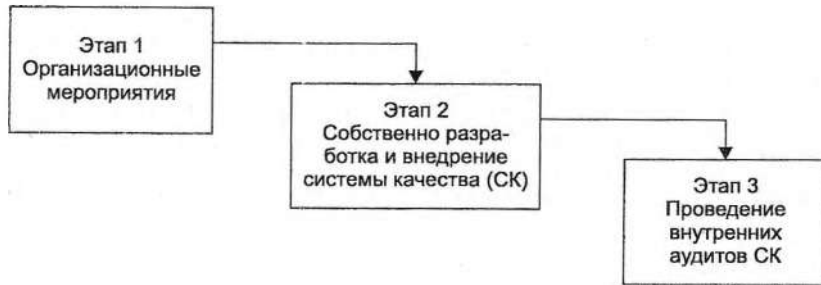 Этап 1
Организационные
мероприятия
Этап 2
Собственно разра-
ботка и внедрение
системы качества (СК)
Этап 3
Проведение
внутренних
аудитов СК